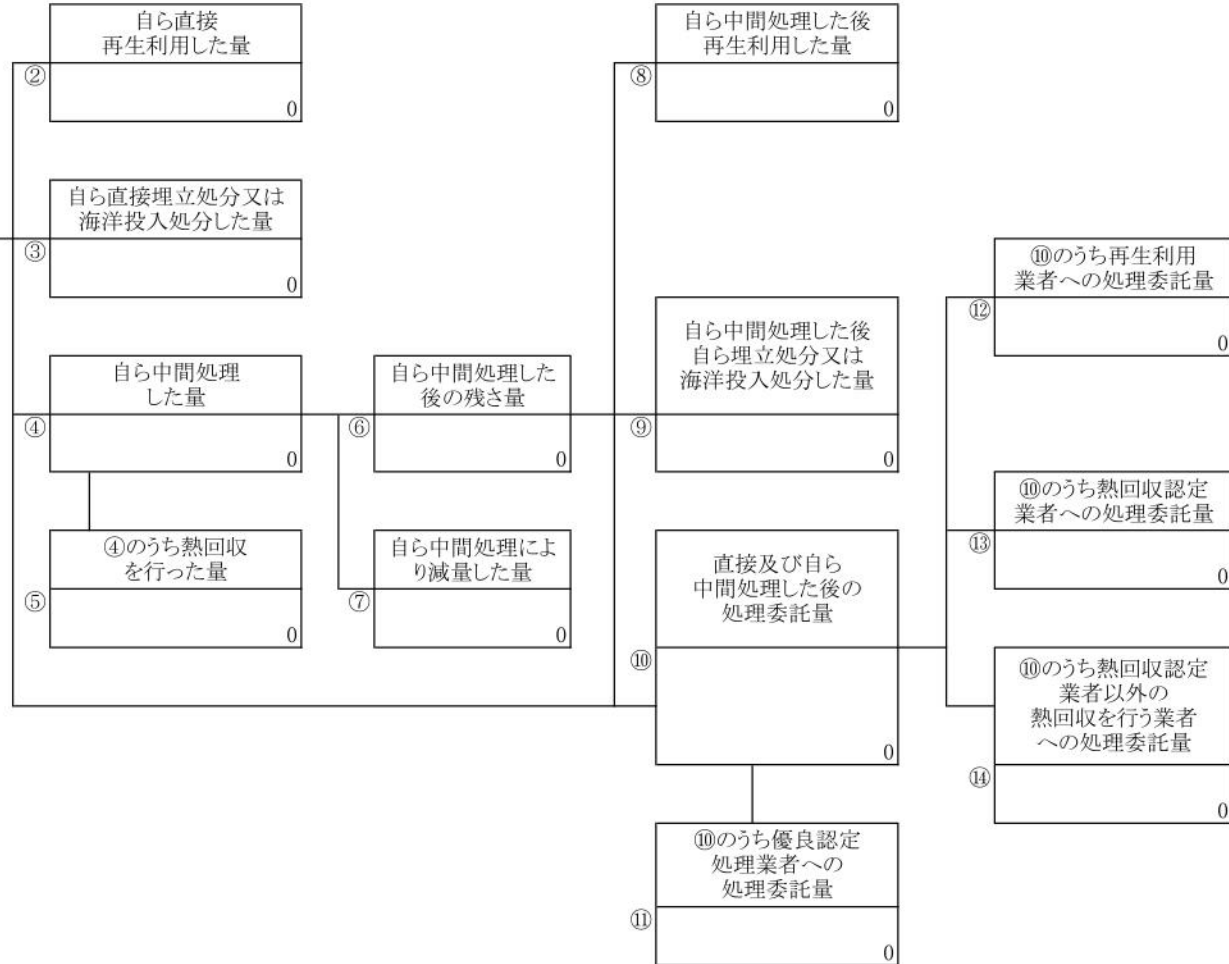 自ら直接
再生利用した量
②
0
自ら直接埋立処分又は
海洋投入処分した量
③
0
自ら中間処理
した量
④
0
④のうち熱回収
を行った量
⑤
0
自ら中間処理した
後の残さ量
⑥
0
自ら中間処理によ
り減量した量
⑦
0
自ら中間処理した後
再生利用した量
⑧
0
自ら中間処理した後
自ら埋立処分又は
海洋投入処分した量
⑨
0
直接及び自ら
中間処理した後の
処理委託量
⑩
0
⑩のうち優良認定
処理業者への
処理委託量
⑪
0
⑩のうち再生利用
業者への処理委託量
⑫
0
⑩のうち熱回収認定
業者への処理委託量
⑬
0
⑩のうち熱回収認定
業者以外の
熱回収を行う業者
への処理委託量
⑭
0